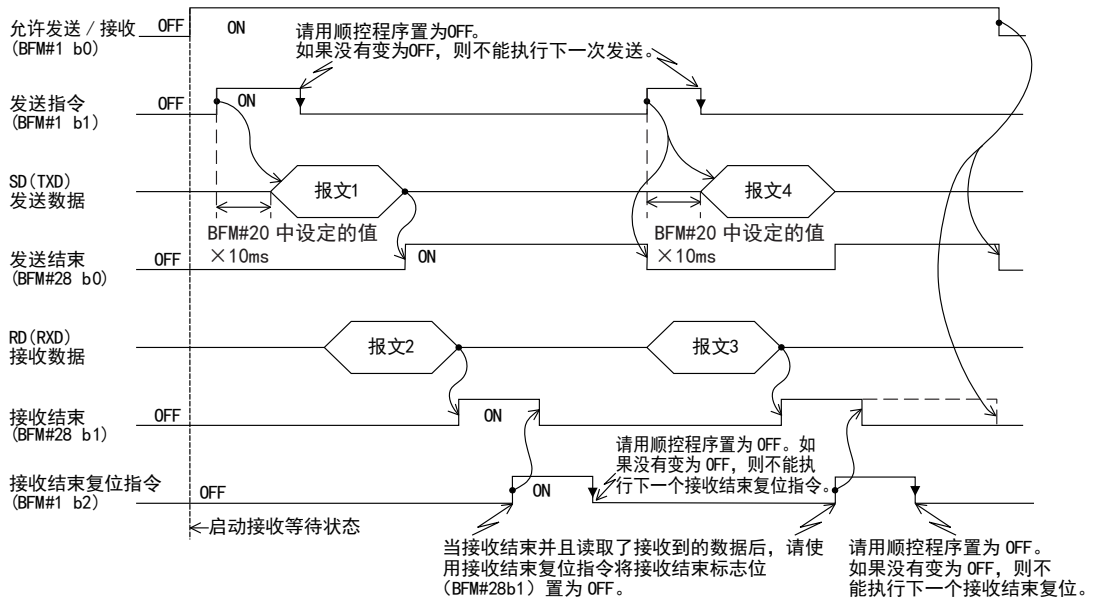 允许发送/接收 OFF
(BFM#1 b0)
ON
请用顺控程序置为OFF。
如果没有变为OFF，则不能执行下一次发送。
发送指令 OFF
(BFM#1 b1)
ON
SD(TXD)
发送数据
报文1
报文4
BFM#20 中设定的值
×10ms
BFM#20 中设定的值
×10ms
发送结束 OFF
(BFM#28 b0)
ON
RD(RXD)
接收数据
报文2
报文3
接收结束 OFF
(BFM#28 b1)
ON
请用顺控程序置为 OFF。如
果没有变为 OFF，则不能执
行下一个接收结束复位指令。
接收结束复位指令 OFF
(BFM#1 b2)
ON
启动接收等待状态
当接收结束并且读取了接收到的数据后，请使
用接收结束复位指令将接收结束标志位
（BFM#28b1）置为 OFF。
请用顺控程序置为 OFF。
如果没有变为 OFF，则不
能执行下一个接收结束复位。